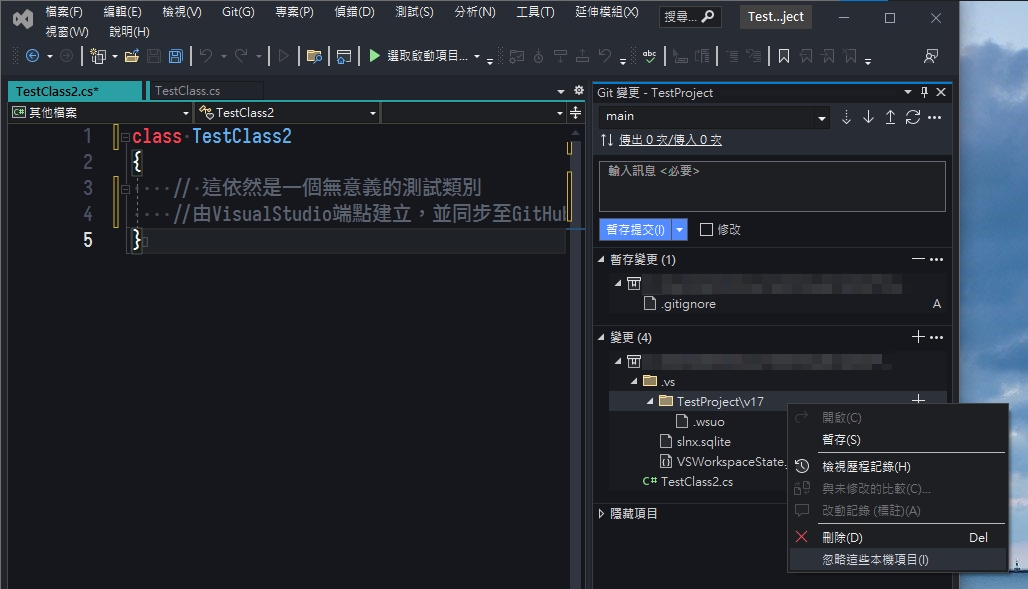 檔案(F) 編輯(E) 檢視(V) Git(G) 專案(P) 偵錯(D) 測試(S) 分析(N) 工具(T) 延伸模組(X) 搜尋... Test...ject
視窗(W) 說明(H)
選取啟動項目...
TestClass2.cs* TestClass.cs
其他檔案 TestClass2
1 class TestClass2
2 {
3 // 這依然是一個無意義的測試類別
4 //由VisualStudio端點建立，並同步至GitHub
5 }
Git 變更 - TestProject
main
傳出 0 次/傳入 0 次
輸入訊息 <必要>
暫存提交(I) 修改
暫存變更 (1)
.gitignore A
變更 (4)
.vs
TestProject\v17
.wsuo
slnx.sqlite
VSWorkspaceState.
TestClass2.cs
隱藏項目
開啟(C)
暫存(S)
檢視歷程記錄(H)
與未修改的比較(C)...
改動記錄 (標註)(A)
刪除(D) Del
忽略這些本機項目(I)